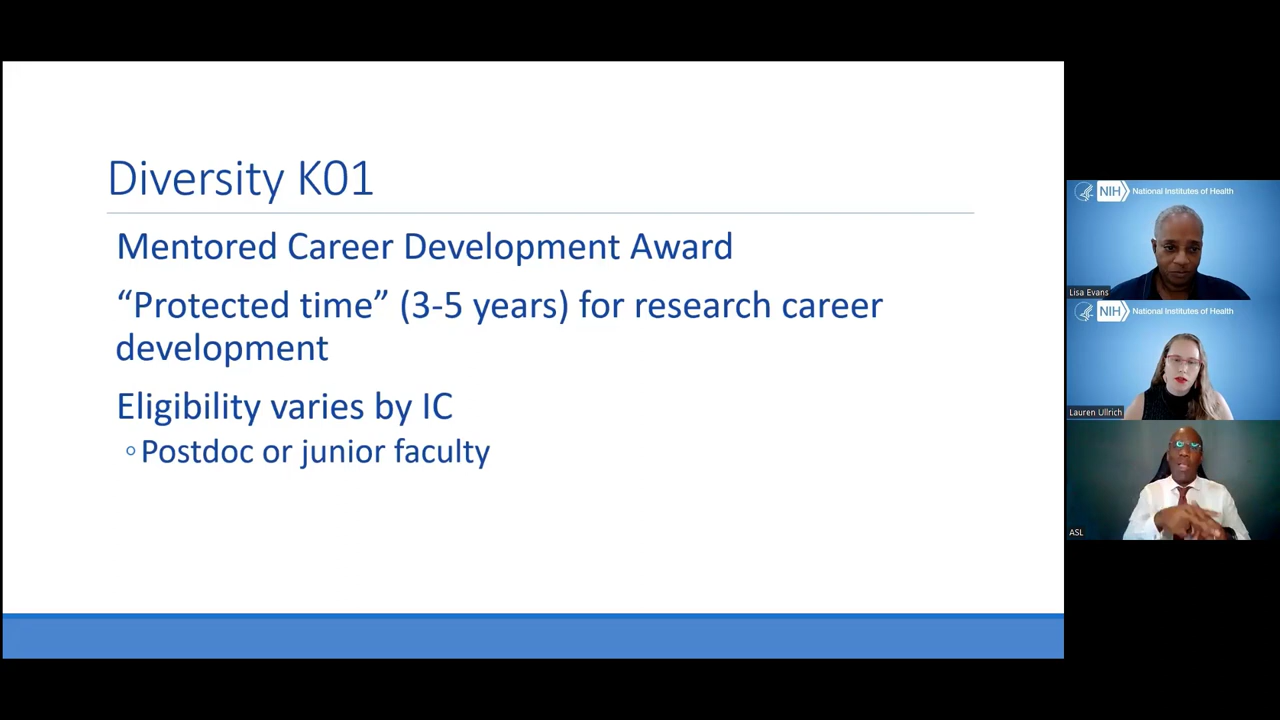 Diversity K01
Mentored Career Development Award
“Protected time” (3-5 years) for research career
development
Eligibility varies by IC
◦Postdoc or junior faculty
NIH National Institutes of Health
Lisa Evans
NIH National Institutes of Health
Lauren Ullrich
ASL